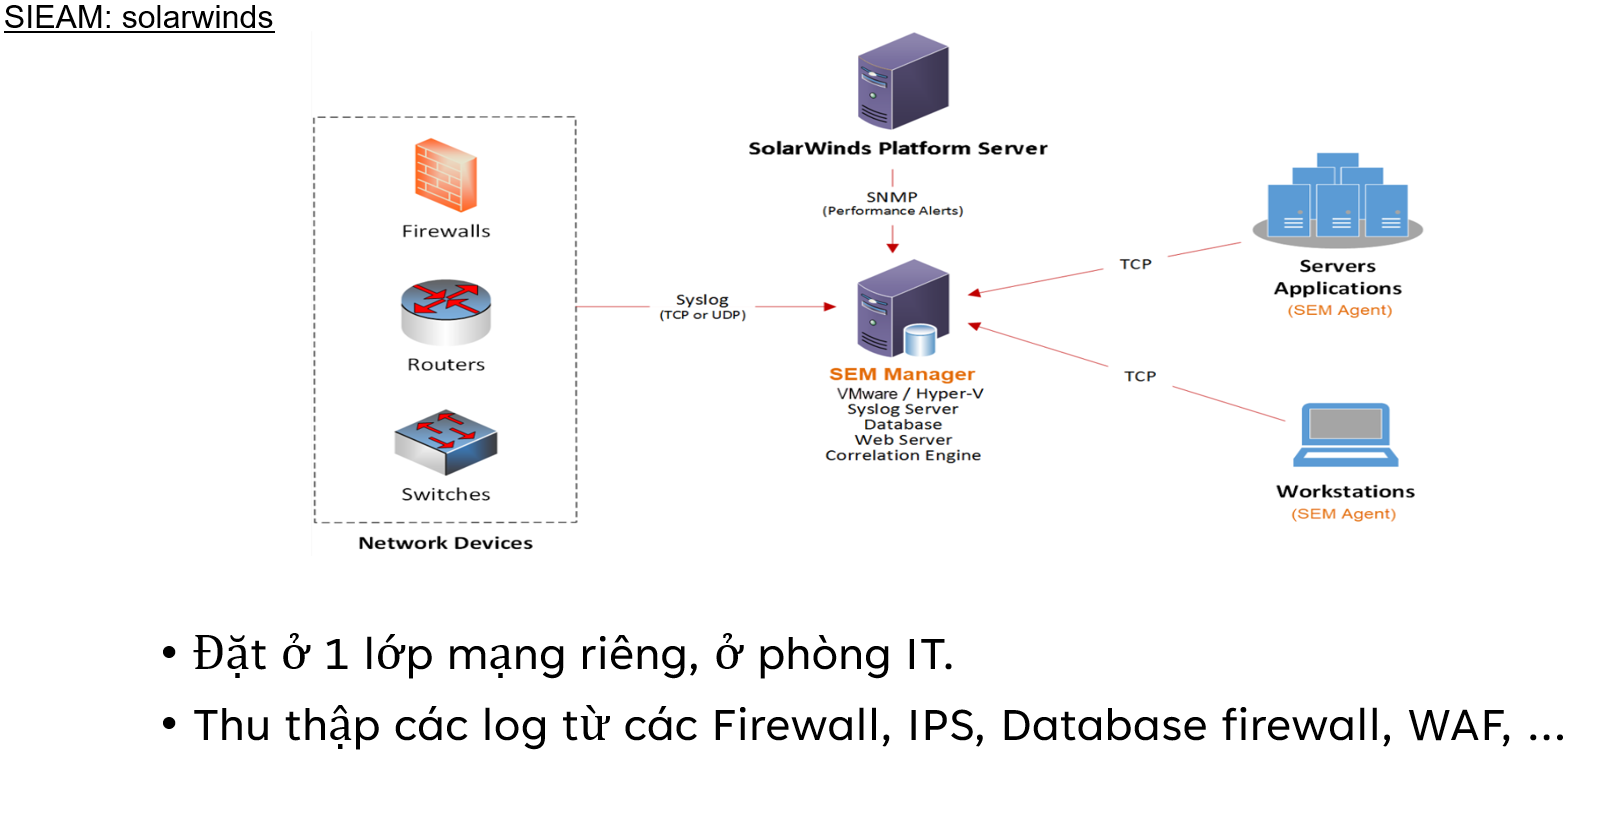 SIEAM: solarwinds
SolarWinds Platform Server
SNMP
(Performance Alerts)
Firewalls
Routers
Switches
Network Devices
Syslog
(TCP or UDP)
SEM Manager
VMware / Hyper-V
Syslog Server
Database
Web Server
Correlation Engine
TCP
TCP
Servers
Applications
(SEM Agent)
Workstations
(SEM Agent)
• Đặt ở 1 lớp mạng riêng, ở phòng IT.
• Thu thập các log từ các Firewall, IPS, Database firewall, WAF, ...